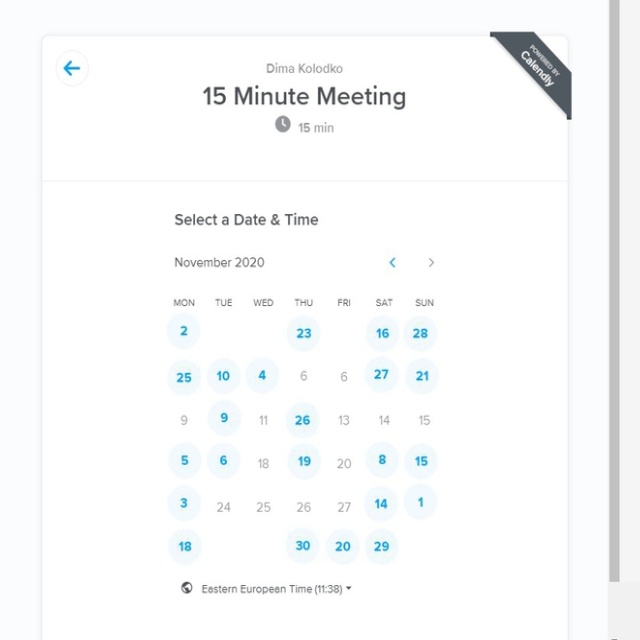 POWERED BY
Calendly
Dima Kolodko
15 Minute Meeting
15 min
Select a Date & Time
November 2020
MON TUE WED THU FRI SAT SUN
2 23 16 28
25 10 4 6 6 27 21
9 9 11 26 13 14 15
5 6 18 19 20 8 15
3 24 25 26 27 14 1
18 30 20 29
Eastern European Time (11:38)